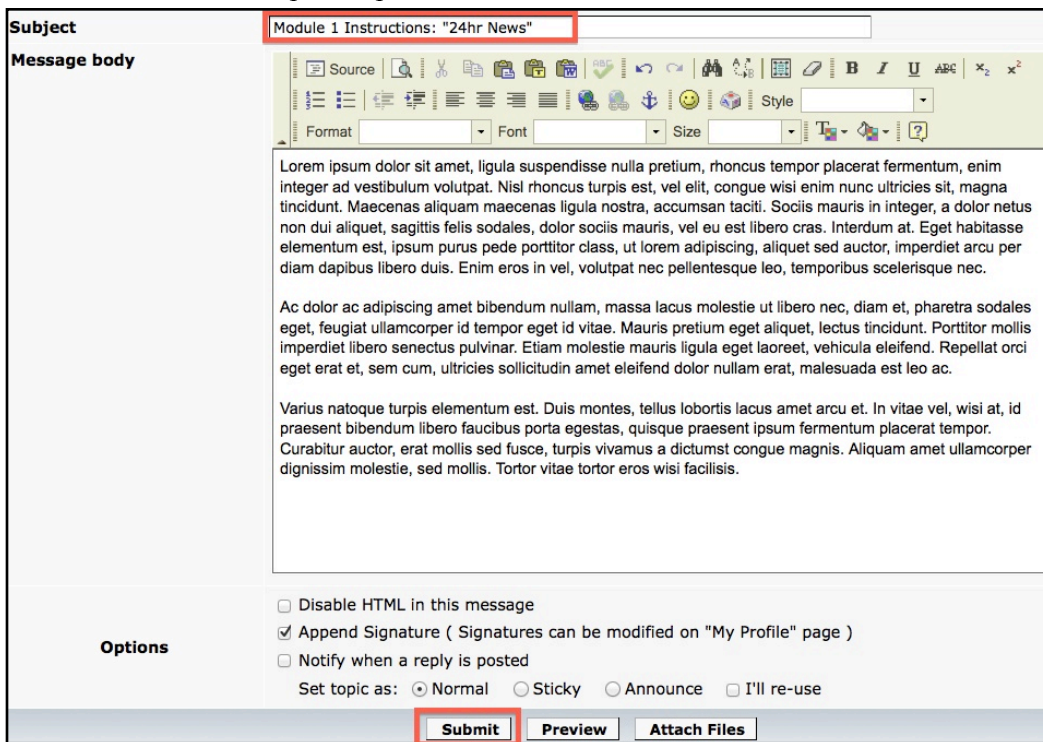 Subject
Module 1 Instructions: "24hr News"
Message body
Source ABC B I U ABC x₂ x²
Style
Format Font Size
Lorem ipsum dolor sit amet, ligula suspendisse nulla pretium, rhoncus tempor placerat fermentum, enim
integer ad vestibulum volutpat. Nisl rhoncus turpis est, vel elit, congue wisi enim nunc ultricies sit, magna
tincidunt. Maecenas aliquam maecenas ligula nostra, accumsan taciti. Sociis mauris in integer, a dolor netus
non dui aliquet, sagittis felis sodales, dolor sociis mauris, vel eu est libero cras. Interdum at. Eget habitasse
elementum est, ipsum purus pede porttitor class, ut lorem adipiscing, aliquet sed auctor, imperdiet arcu per
diam dapibus libero duis. Enim eros in vel, volutpat nec pellentesque leo, temporibus scelerisque nec.
Ac dolor ac adipiscing amet bibendum nullam, massa lacus molestie ut libero nec, diam et, pharetra sodales
eget, feugiat ullamcorper id tempor eget id vitae. Mauris pretium eget aliquet, lectus tincidunt. Porttitor mollis
imperdiet libero senectus pulvinar. Etiam molestie mauris ligula eget laoreet, vehicula eleifend. Repellat orci
eget erat et, sem cum, ultricies sollicitudin amet eleifend dolor nullam erat, malesuada est leo ac.
Varius natoque turpis elementum est. Duis montes, tellus lobortis lacus amet arcu et. In vitae vel, wisi at, id
praesent bibendum libero faucibus porta egestas, quisque praesent ipsum fermentum placerat tempor.
Curabitur auctor, erat mollis sed fusce, turpis vivamus a dictumst congue magnis. Aliquam amet ullamcorper
dignissim molestie, sed mollis. Tortor vitae tortor eros wisi facilisis.
Disable HTML in this message
Options
Append Signature ( Signatures can be modified on "My Profile" page )
Notify when a reply is posted
Set topic as: Normal Sticky Announce I'll re-use
Submit Preview Attach Files